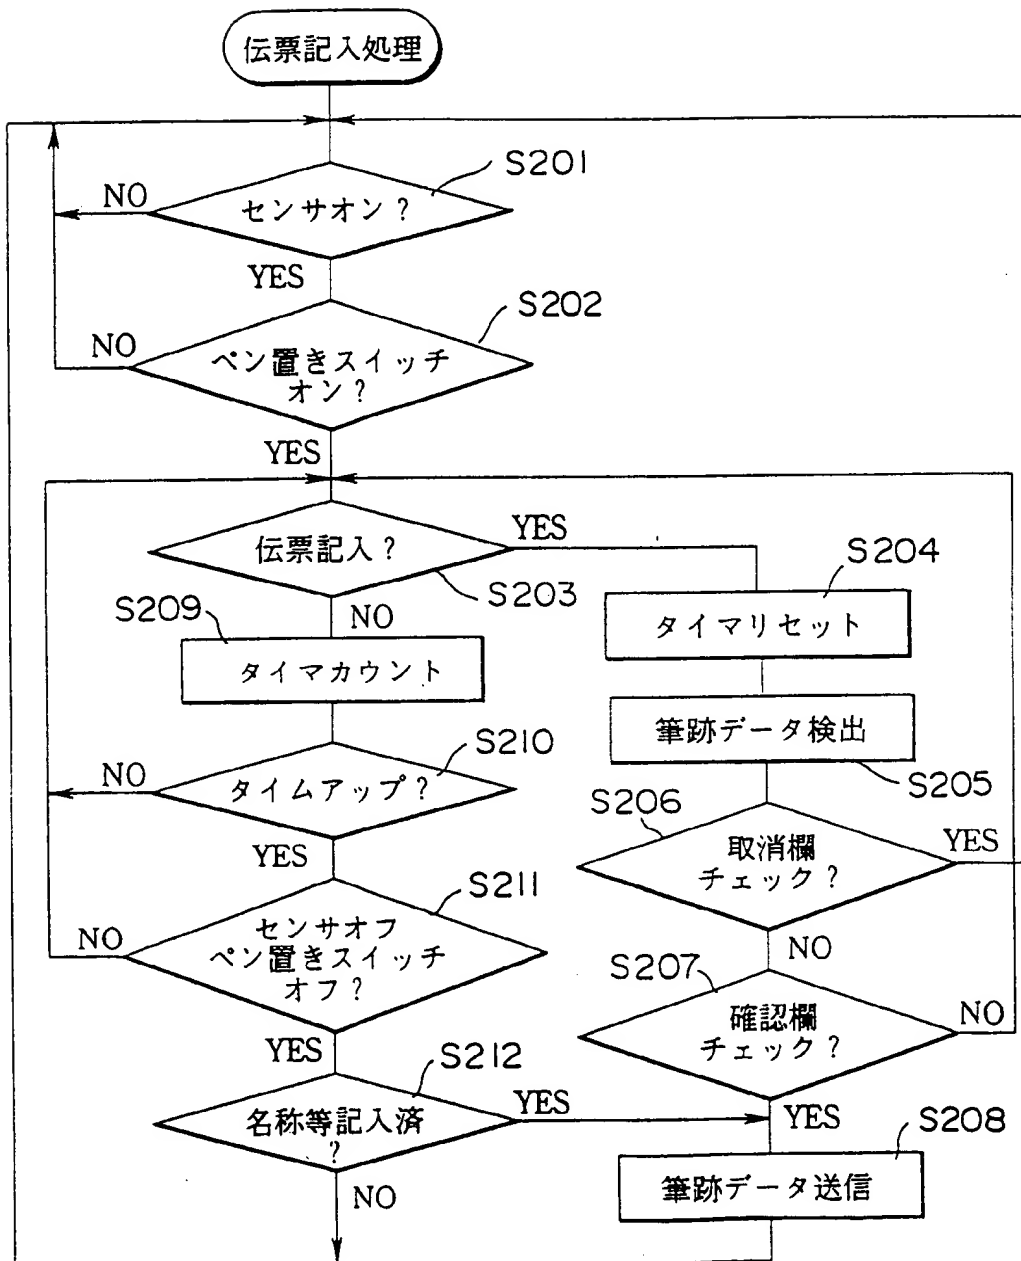 伝票記入処理
S201
NO
センサオン?
YES
S202
NO
ペン置きスイッチ
オン?
YES
伝票記入?
YES
S203
S204
NO
S209
タイマリセット
タイマカウント
筆跡データ検出
S205
S210
NO
タイムアップ?
S206
YES
取消欄
チェック?
YES
S211
センサオフ
ペン置きスイッチ
オフ?
NO
NO
S207
確認欄
チェック?
NO
YES
S212
名称等記入済
?
YES
YES
S208
筆跡データ送信
NO